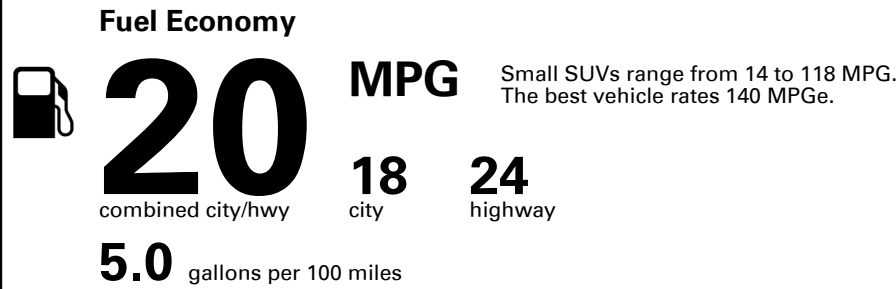 Fuel Economy
20 MPG
Small SUVs range from 14 to 118 MPG.
The best vehicle rates 140 MPGe.
18 24
combined city/hwy city highway
5.0 gallons per 100 miles